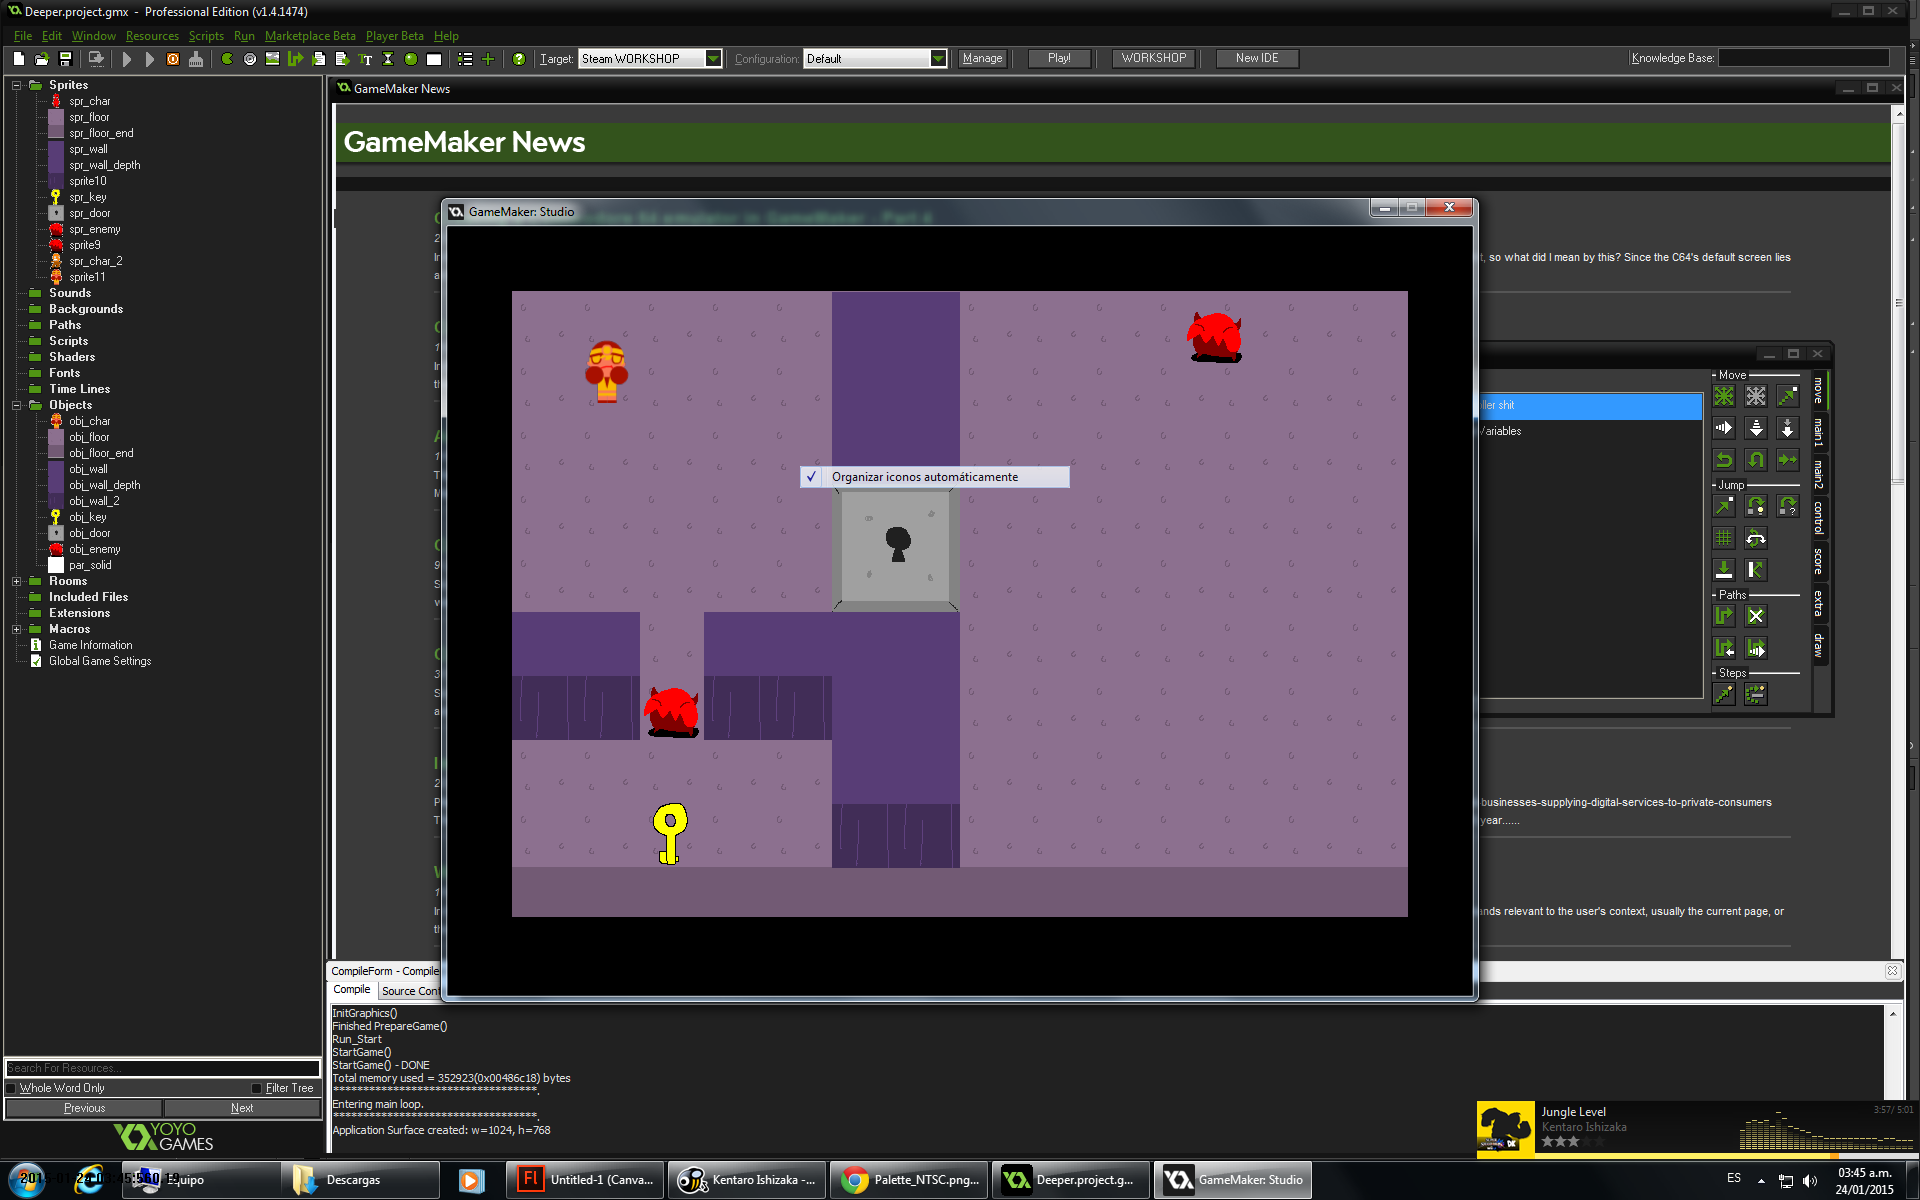 Deeper.project.gmx - Professional Edition (v1.4.1474)
File Edit Window Resources Scripts Run Marketplace Beta Player Beta Help
Target: Steam WORKSHOP Configuration: Default Manage Play! WORKSHOP New IDE Knowledge Base:
Sprites
spr_char
spr_floor
spr_floor_end
spr_wall
spr_wall_depth
sprite10
spr_key
spr_door
spr_enemy
sprite9
spr_char_2
sprite11
Sounds
Backgrounds
Paths
Scripts
Shaders
Fonts
Time Lines
Objects
obj_char
obj_floor
obj_floor_end
obj_wall
obj_wall_depth
obj_wall_2
obj_key
obj_door
obj_enemy
par_solid
Rooms
Included Files
Extensions
Macros
Game Information
Global Game Settings
Search For Resources...
Whole Word Only Filter Tree
Previous Next
YOYO
GAMES
GameMaker News
GameMaker News
GameMaker: Studio
emulator in GameMaker - Part 4
, so what did I mean by this? Since the C64's default screen lies
Organizar iconos automáticamente
ller shit
Variables
Move
Jump
Paths
Steps
move
main1
main2
control
score
extra
draw
businesses-supplying-digital-services-to-private-consumers
year......
ands relevant to the user's context, usually the current page, or
CompileForm - Compile
Compile Source Cont
InitGraphics()
Finished PrepareGame()
Run_Start
StartGame()
StartGame() - DONE
Total memory used = 352923(0x00486c18) bytes
Entering main loop.
Application Surface created: w=1024, h=768
Jungle Level
Kentaro Ishizaka
3:57/ 5:01
Equipo
Descargas
Untitled-1 (Canva...
Kentaro Ishizaka -...
Palette_NTSC.png...
Deeper.project.g...
GameMaker: Studio
ES
03:45 a.m.
24/01/2015